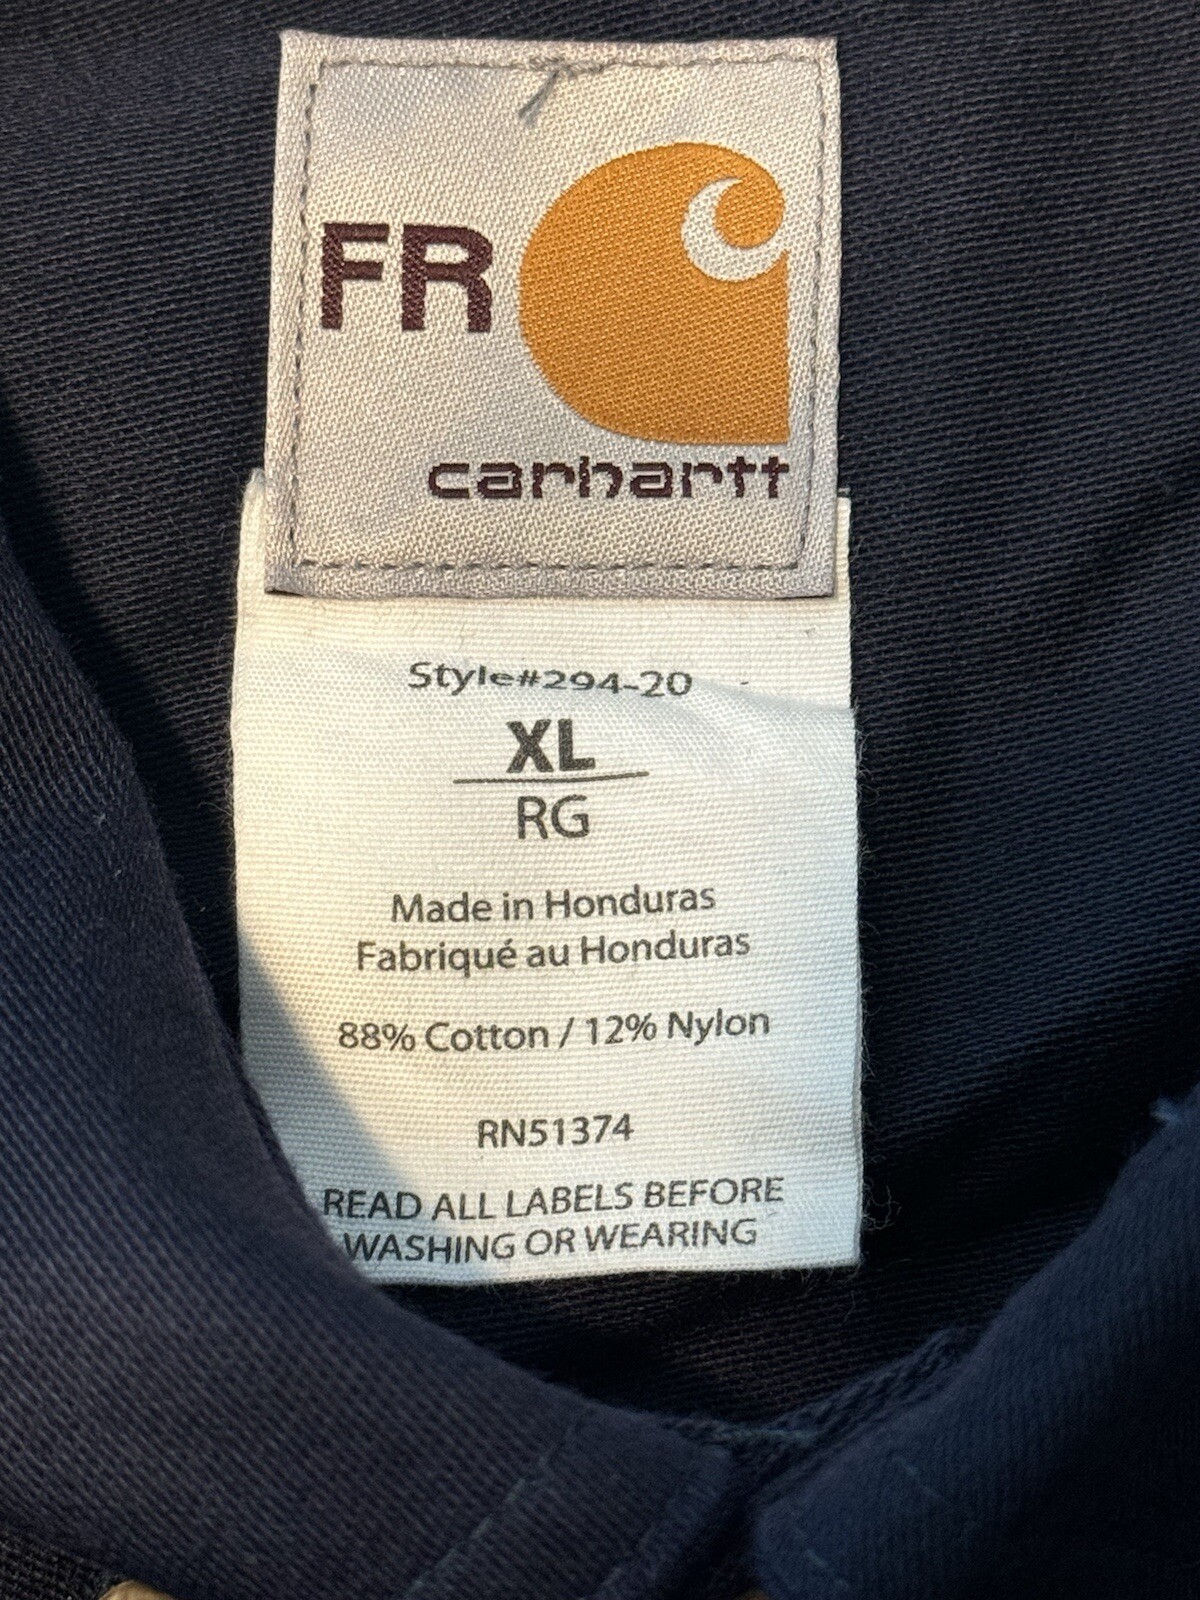 FR
carhartt
Style#294-20
XL
RG
Made in Honduras
Fabriqué au Honduras
88% Cotton / 12% Nylon
RN51374
READ ALL LABELS BEFORE
WASHING OR WEARING